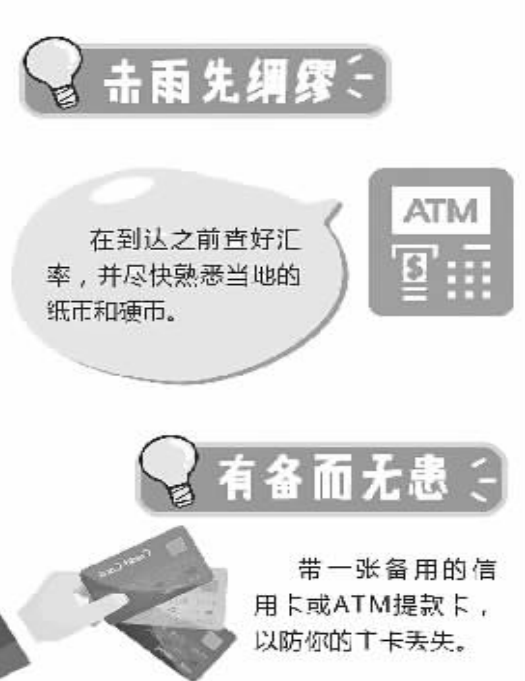 未雨先绸缪
在到达之前查好汇
率，并尽快熟悉当地的
纸币和硬币。
ATM
$
有备而无患
带一张备用的信
用卡或ATM提款卡，
以防你的主卡丢失。